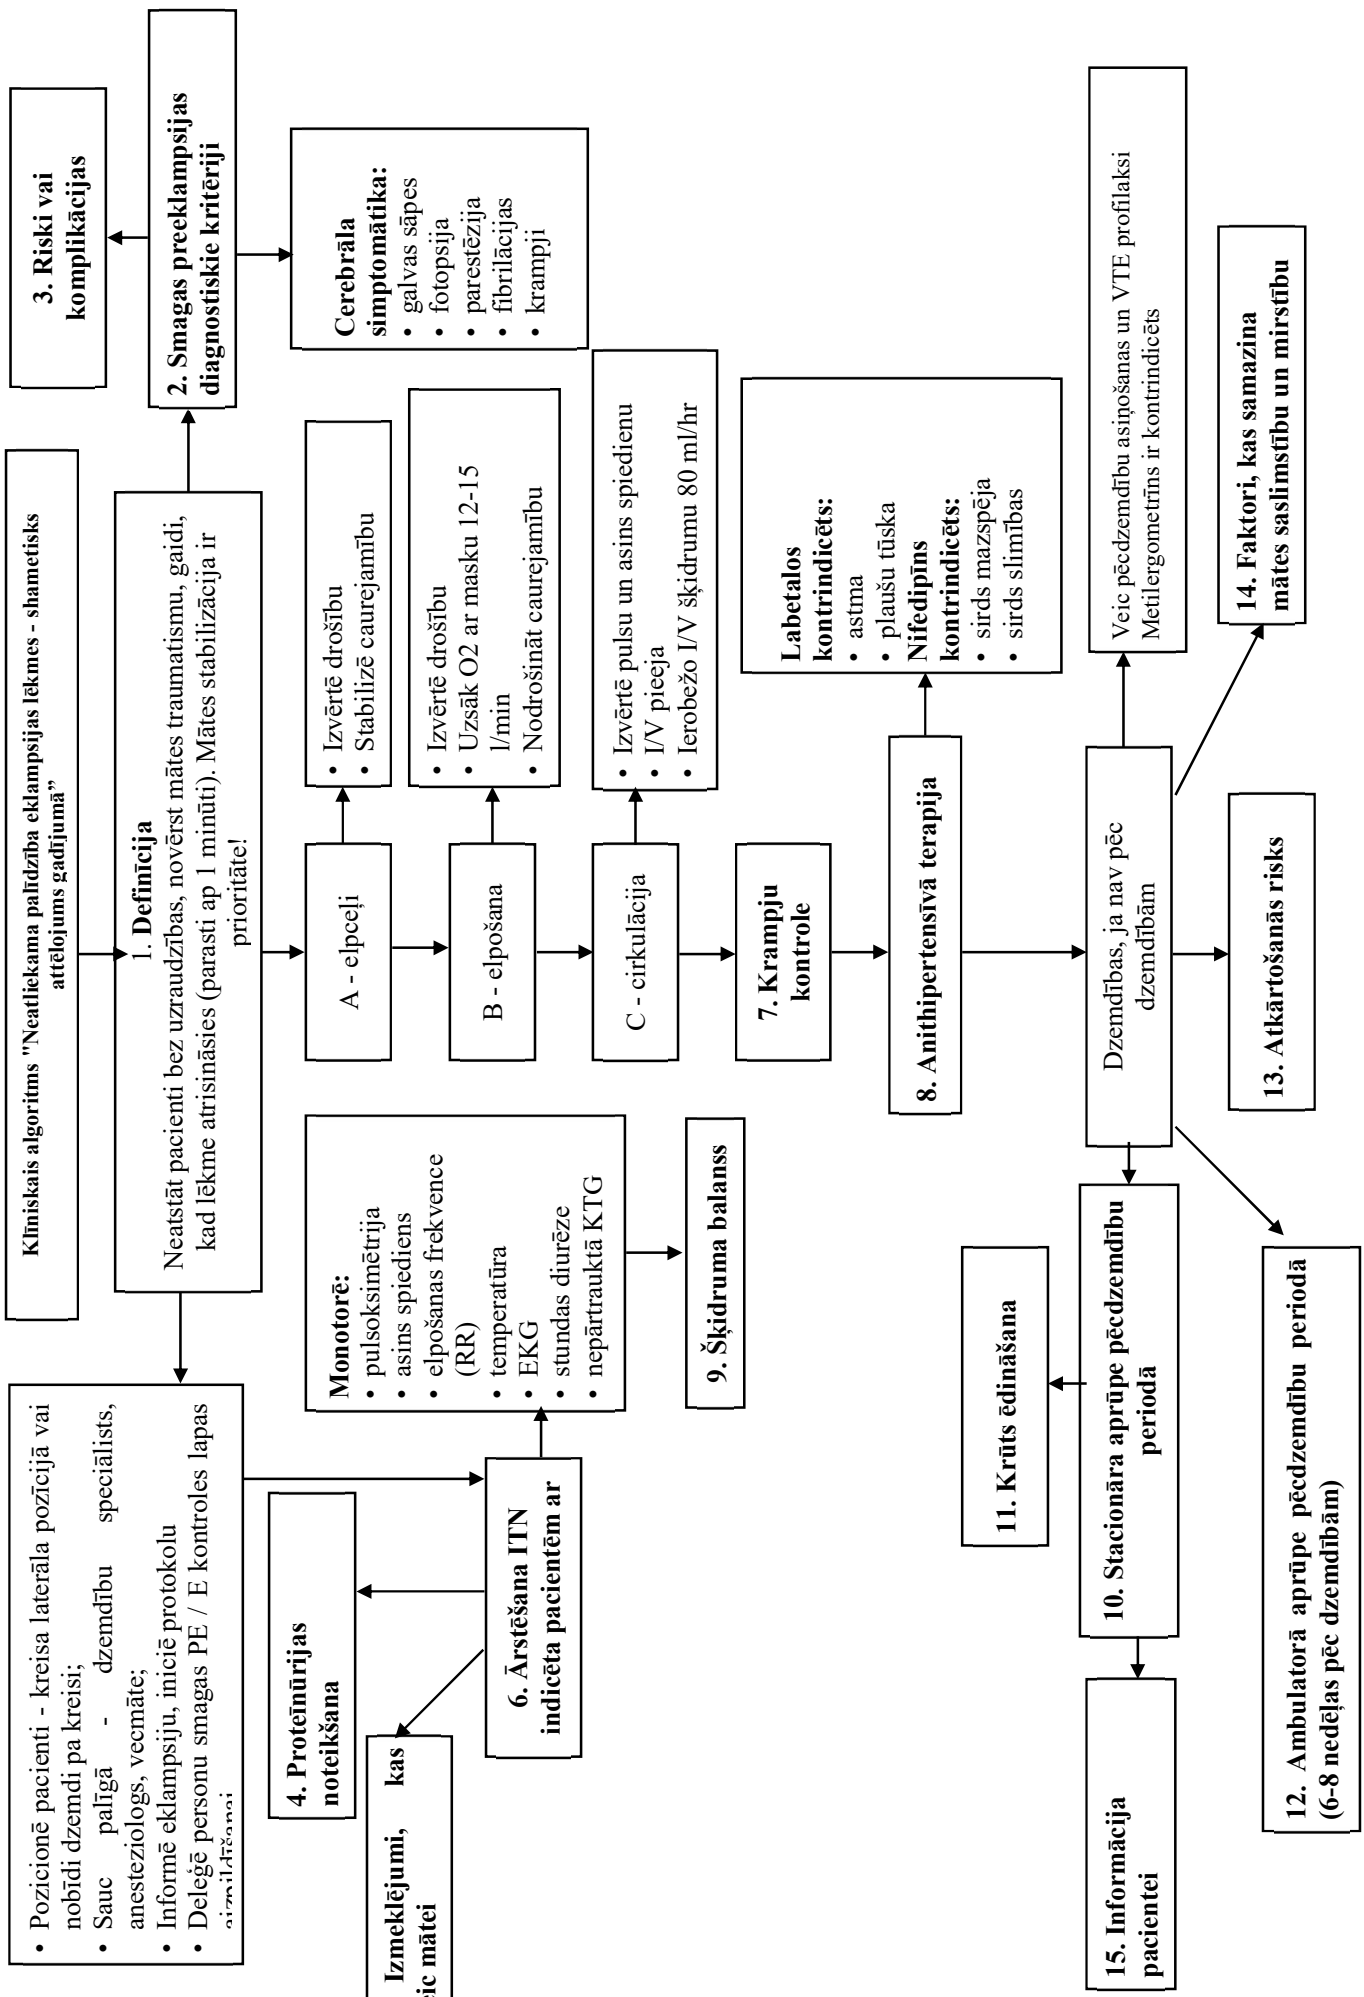 Klīniskais algoritms "Neatliekama palīdzība eklampsijas lēkmes - shametisks
attēlojums gadījumā”
1. Definīcija
Neatstāt pacienti bez uzraudzības, novērst mātes traumatismu, gaidi,
kad lēkme atrisināsies (parasti ap 1 minūti). Mātes stabilizācija ir
prioritāte!
• Pozicionē pacienti - kreisa laterāla pozīcijā vai
nobīdi dzemdi pa kreisi;
• Sauc palīgā - dzemdību speciālists,
anesteziologs, vecmāte;
• Informē eklampsiju, iniciē protokolu
• Deleģē personu smagas PE / E kontroles lapas
aizpildīšanai
2. Smagas preeklampsijas
diagnostiskie kritēriji
3. Riski vai
komplikācijas
Cerebrāla
simptomātika:
• galvas sāpes
• fotopsija
• parestēzija
• fibrilācijas
• krampji
4. Proteīnūrijas
noteikšana
Izmeklējumi, kas
eic mātei
6. Ārstēšana ITN
indicēta pacientēm ar
Monotorē:
• pulsoksimētrija
• asins spiediens
• elpošanas frekvence
(RR)
• temperatūra
• EKG
• stundas diurēze
• nepārtrauktā KTG
9. Šķidruma balanss
A - elpceļi
• Izvērtē drošību
• Stabilizē caurejamību
B - elpošana
• Izvērtē drošību
• Uzsāk O2 ar masku 12-15
l/min
• Nodrošināt caurejamību
C - cirkulācija
• Izvērtē pulsu un asins spiedienu
• I/V pieeja
• Ierobežo I/V šķidrumu 80 ml/hr
7. Krampju
kontrole
8. Anithipertensīvā terapija
Labetalos
kontrindicēts:
• astma
• plaušu tūska
Nifedipīns
kontrindicēts:
• sirds mazspēja
• sirds slimības
Dzemdības, ja nav pēc
dzemdībām
Veic pēcdzemdību asiņošanas un VTE profilaksi
Metilergometrīns ir kontrindicēts
14. Faktori, kas samazina
mātes saslimstību un mirstību
13. Atkārtošanās risks
10. Stacionāra aprūpe pēcdzemdību
periodā
11. Krūts ēdināšana
12. Ambulatorā aprūpe pēcdzemdību periodā
(6-8 nedēļas pēc dzemdībām)
15. Informācija
pacientei